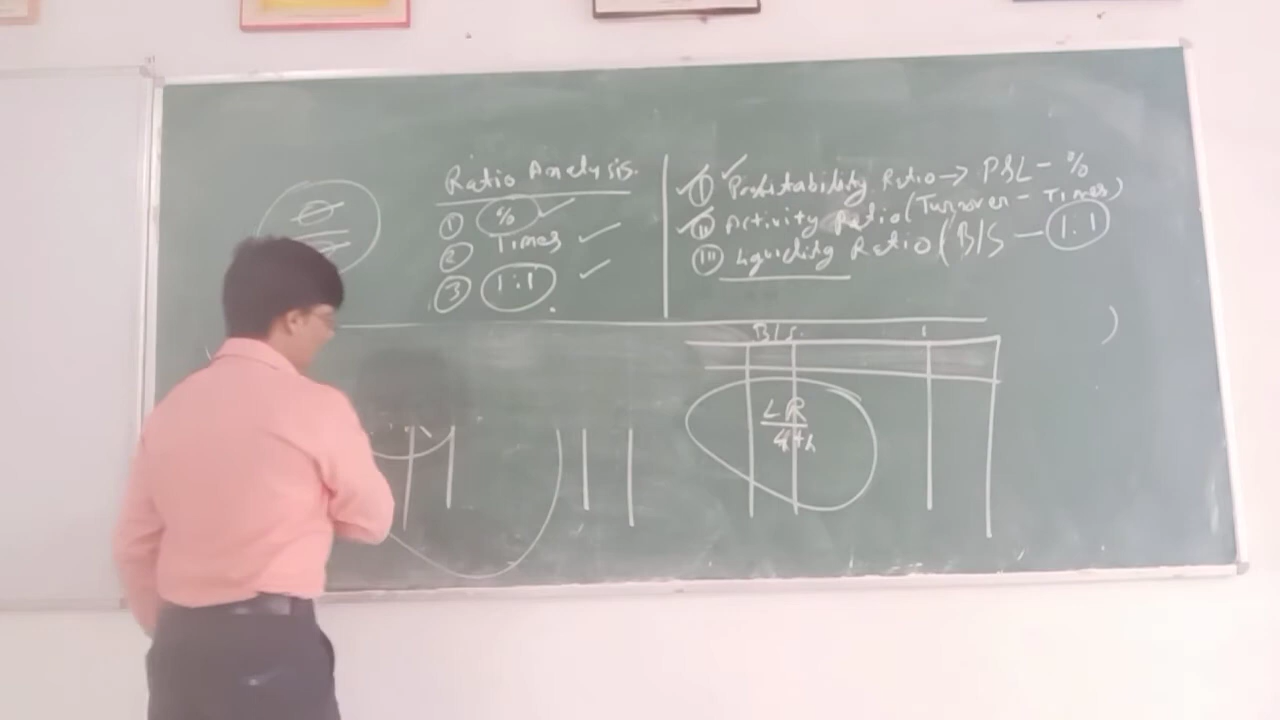 Ratio Analysis.
① %
② Times
③ 1:1
Ⓘ Profitability Ratio → P&L - %
ⓘⓘ Activity Ratio (Turnover - Times)
ⓘⓘⓘ Liquidity Ratio (B/S - 1:1
B/S.
LR